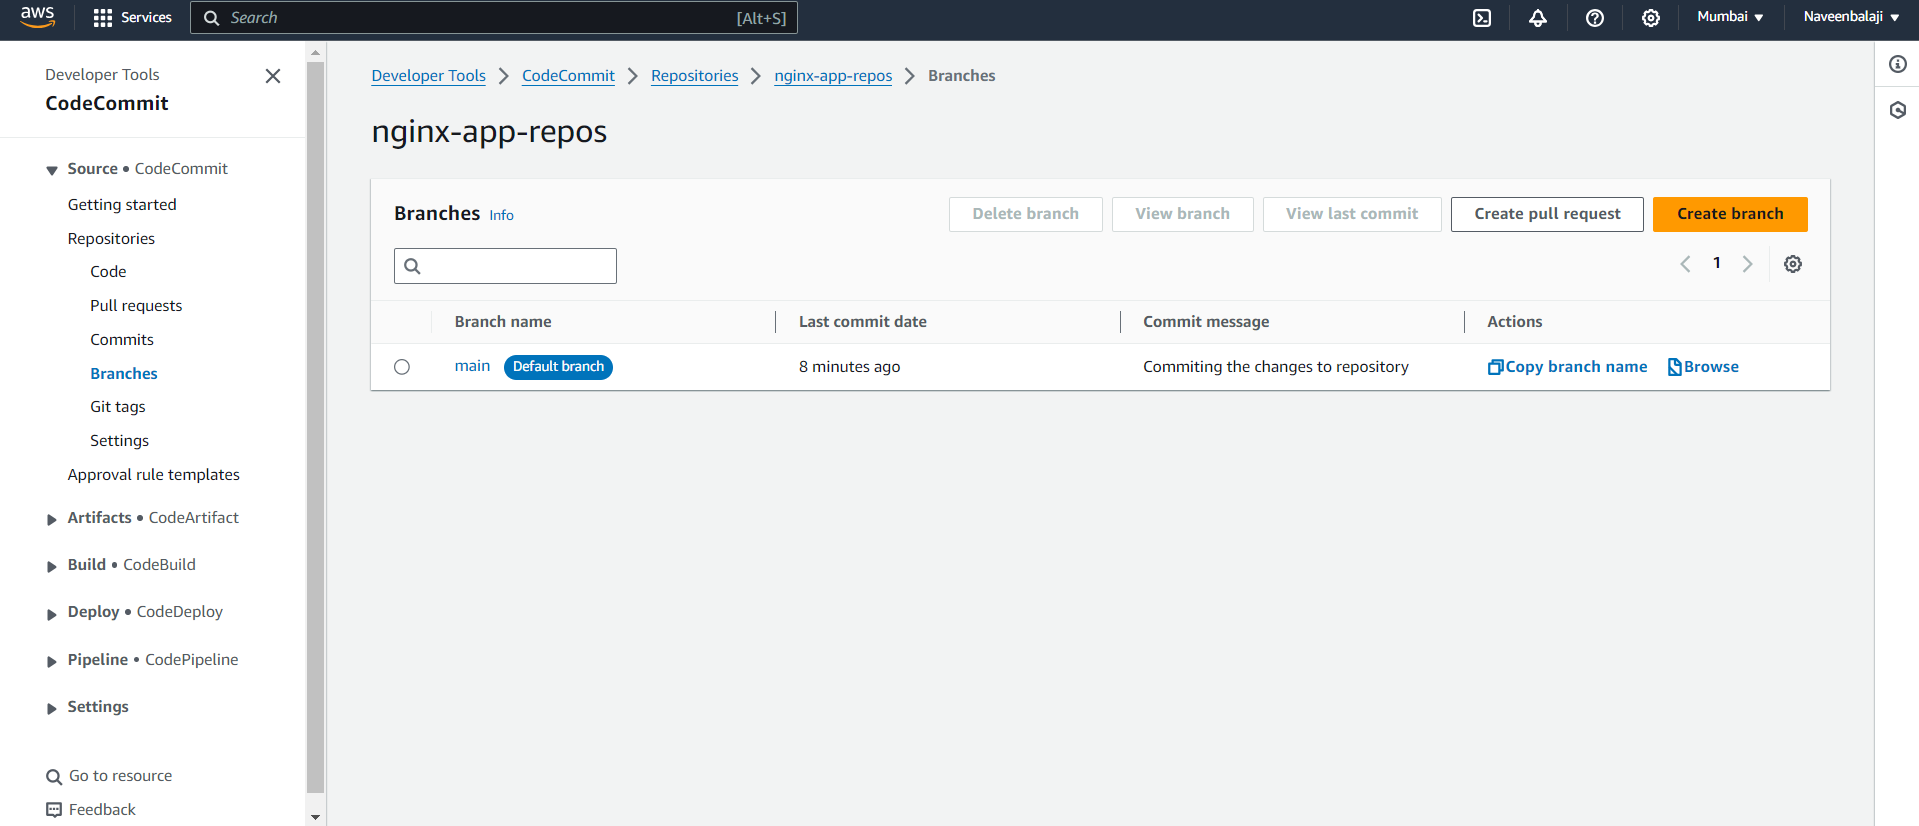 aws
Services
Search
[Alt+S]
Mumbai
Naveenbalaji
Developer Tools
CodeCommit
Source • CodeCommit
Getting started
Repositories
Code
Pull requests
Commits
Branches
Git tags
Settings
Approval rule templates
Artifacts • CodeArtifact
Build • CodeBuild
Deploy • CodeDeploy
Pipeline • CodePipeline
Settings
Go to resource
Feedback
Developer Tools > CodeCommit > Repositories > nginx-app-repos > Branches
nginx-app-repos
Branches Info
Delete branch
View branch
View last commit
Create pull request
Create branch
1
Branch name Last commit date Commit message Actions
main Default branch 8 minutes ago Commiting the changes to repository Copy branch name Browse